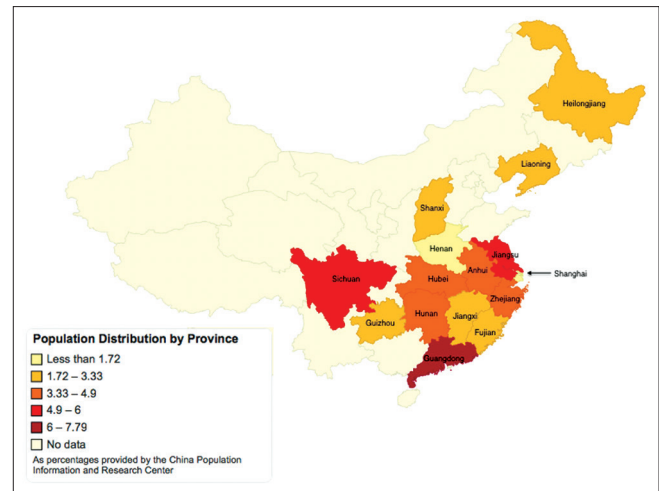 Heilongjiang
Liaoning
Shanxi
Henan
Jiangsu
Shanghai
Sichuan
Hubei
Anhui
Zhejiang
Hunan
Jiangxi
Guizhou
Fujian
Guangdong
Population Distribution by Province
Less than 1.72
1.72 – 3.33
3.33 – 4.9
4.9 – 6
6 – 7.79
No data
As percentages provided by the China Population
Information and Research Center